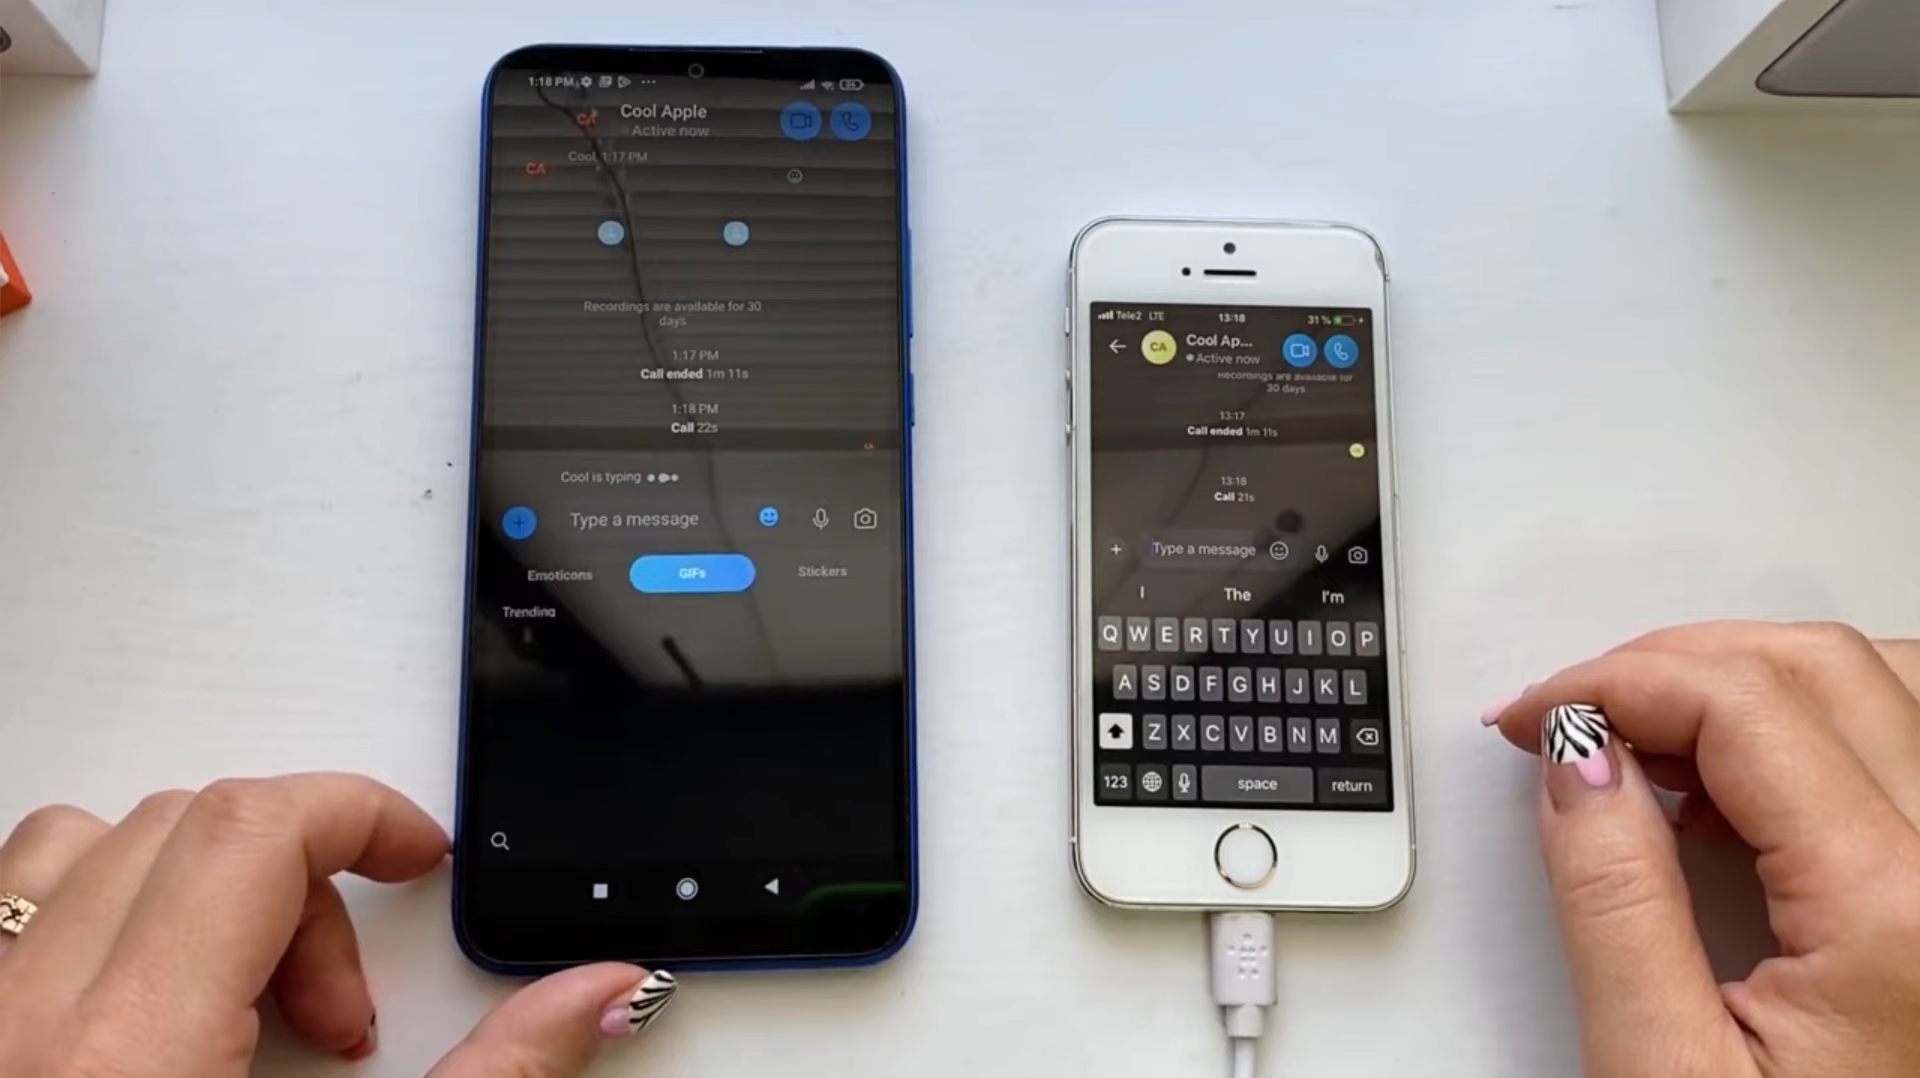 1:18 PM
Cool Apple
Active now
CA
Cool, 1:17 PM
CA
Recordings are available for 30
days
1:17 PM
Call ended 1m 11s
1:18 PM
Call 22s
CA
Cool is typing
Type a message
Emoticons
GIFs
Stickers
Trending
Tele2 LTE
13:18
31%
CA
Cool Ap...
Active now
Recordings are available for
30 days
13:17
Call ended 1m 11s
13:18
Call 21s
Type a message
I
The
I'm
Q W E R T Y U I O P
A S D F G H J K L
Z X C V B N M
123
space
return